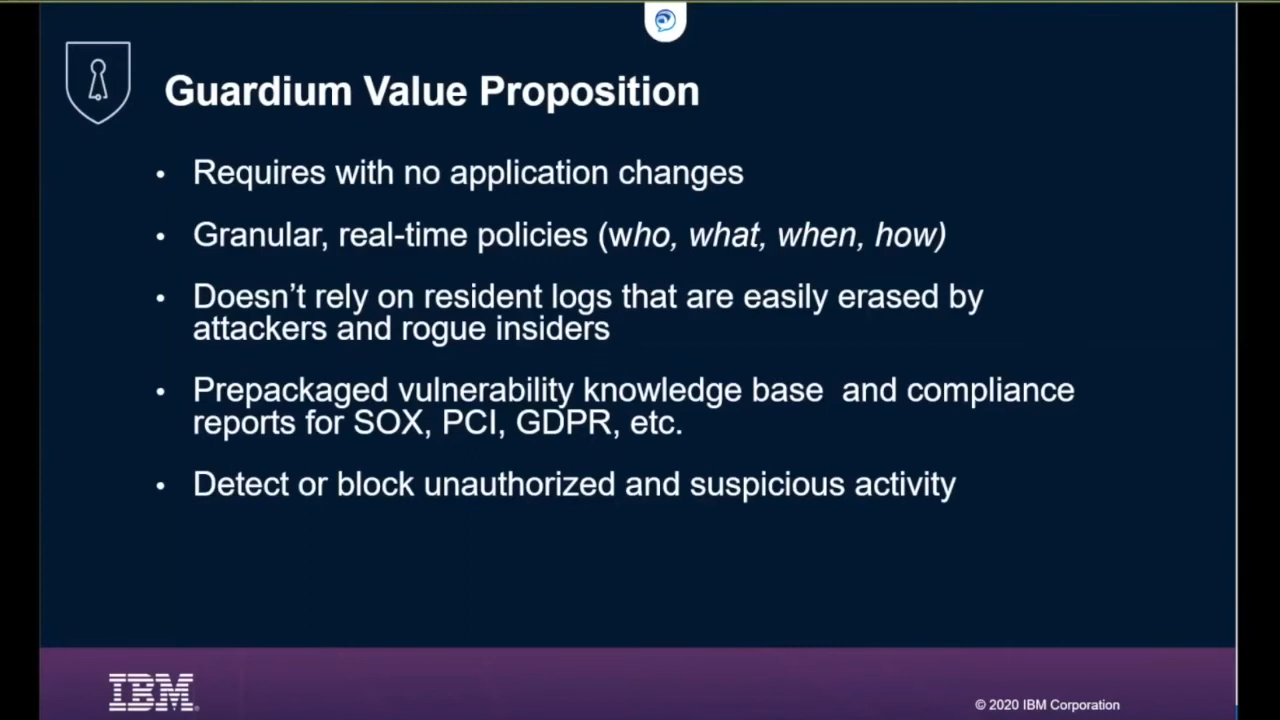 Guardium Value Proposition
• Requires with no application changes
• Granular, real-time policies (who, what, when, how)
• Doesn’t rely on resident logs that are easily erased by
attackers and rogue insiders
• Prepackaged vulnerability knowledge base  and compliance
reports for SOX, PCI, GDPR, etc.
• Detect or block unauthorized and suspicious activity
IBM
© 2020 IBM Corporation